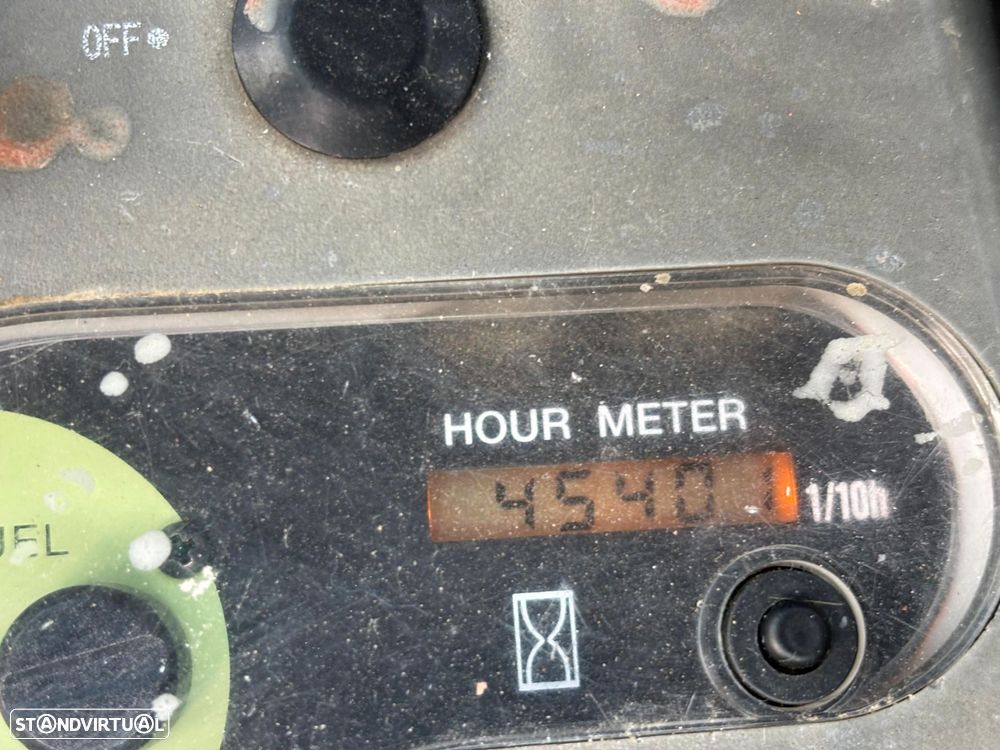 OFF
HOUR METER
45401 1/10h
UEL
STANDVIRTUAL